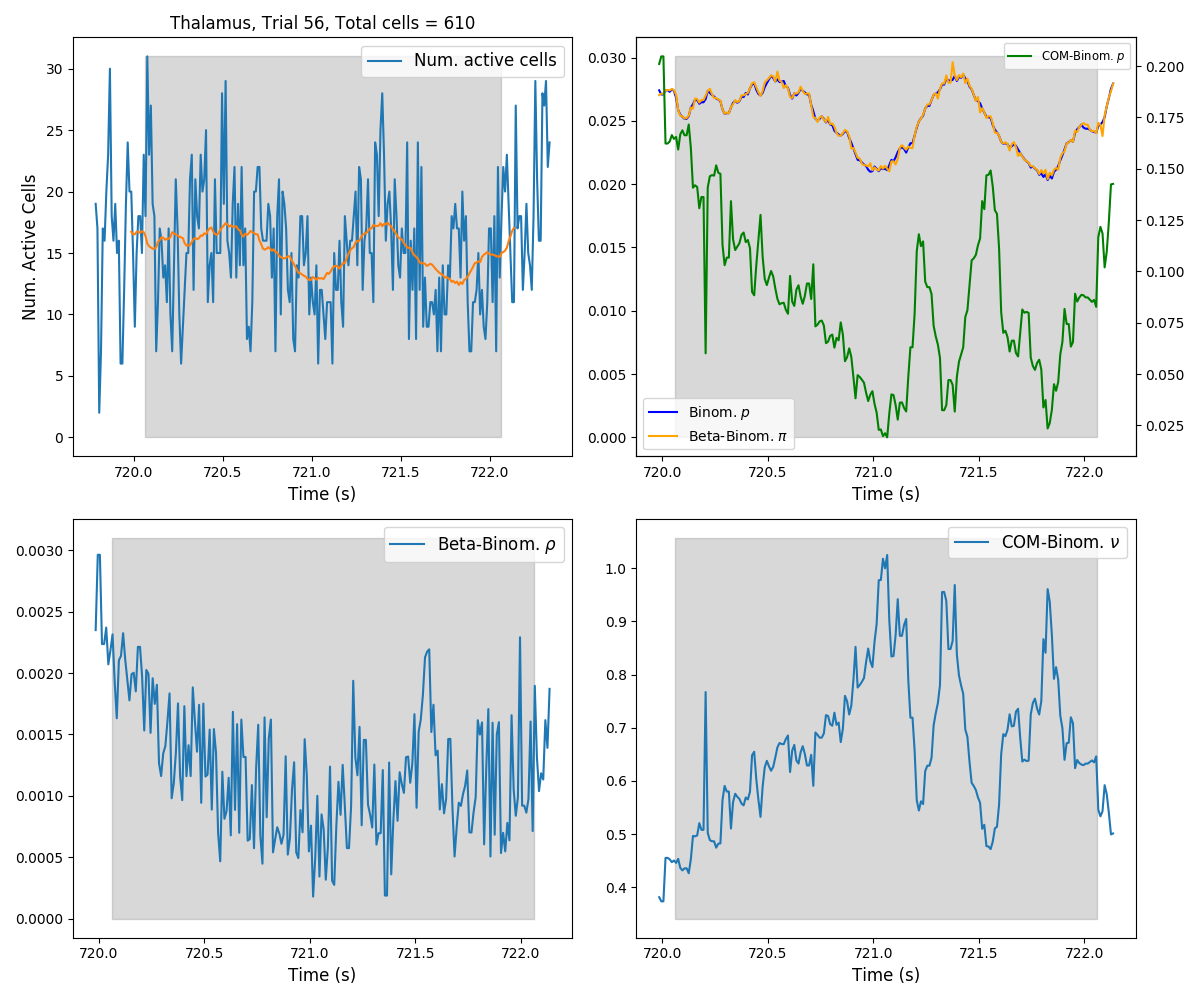 Thalamus, Trial 56, Total cells = 610
Num. active cells
Num. Active Cells
30
25
20
15
10
5
0
720.0 720.5 721.0 721.5 722.0
Time (s)
COM-Binom. p
0.030
0.025
0.020
0.015
0.010
0.005
0.000
0.200
0.175
0.150
0.125
0.100
0.075
0.050
0.025
Binom. p
Beta-Binom. π
720.0 720.5 721.0 721.5 722.0
Time (s)
Beta-Binom. ρ
0.0030
0.0025
0.0020
0.0015
0.0010
0.0005
0.0000
720.0 720.5 721.0 721.5 722.0
Time (s)
COM-Binom. ν
1.0
0.9
0.8
0.7
0.6
0.5
0.4
720.0 720.5 721.0 721.5 722.0
Time (s)